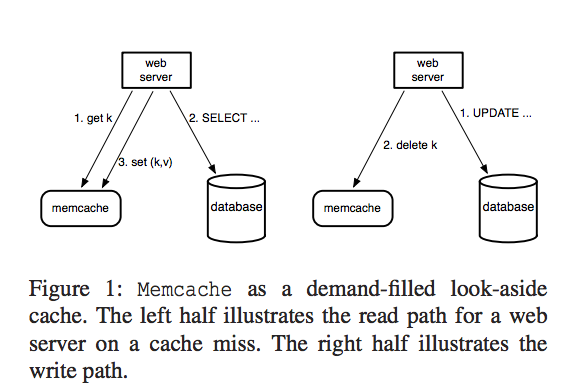 web
server
1. get k
2. SELECT ...
3. set (k,v)
memcache
database
web
server
1. UPDATE ...
2. delete k
memcache
database
Figure 1: Memcache as a demand-filled look-aside
cache. The left half illustrates the read path for a web
server on a cache miss. The right half illustrates the
write path.